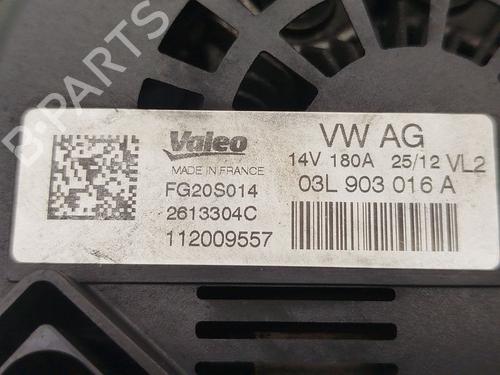 B-PARTS
Valeo
MADE IN FRANCE
FG20S014
2613304C
112009557
VW AG
14V 180A 25/12 VL2
03L 903 016 A